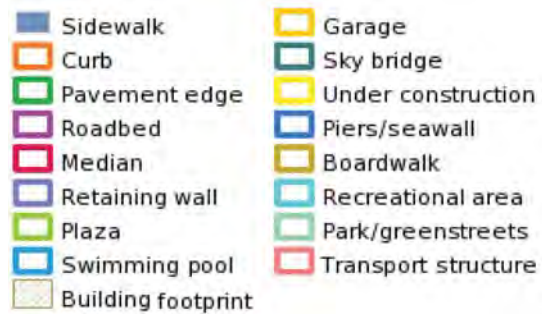 Sidewalk
Curb
Pavement edge
Roadbed
Median
Retaining wall
Plaza
Swimming pool
Building footprint
Garage
Sky bridge
Under construction
Piers/seawall
Boardwalk
Recreational area
Park/greenstreets
Transport structure